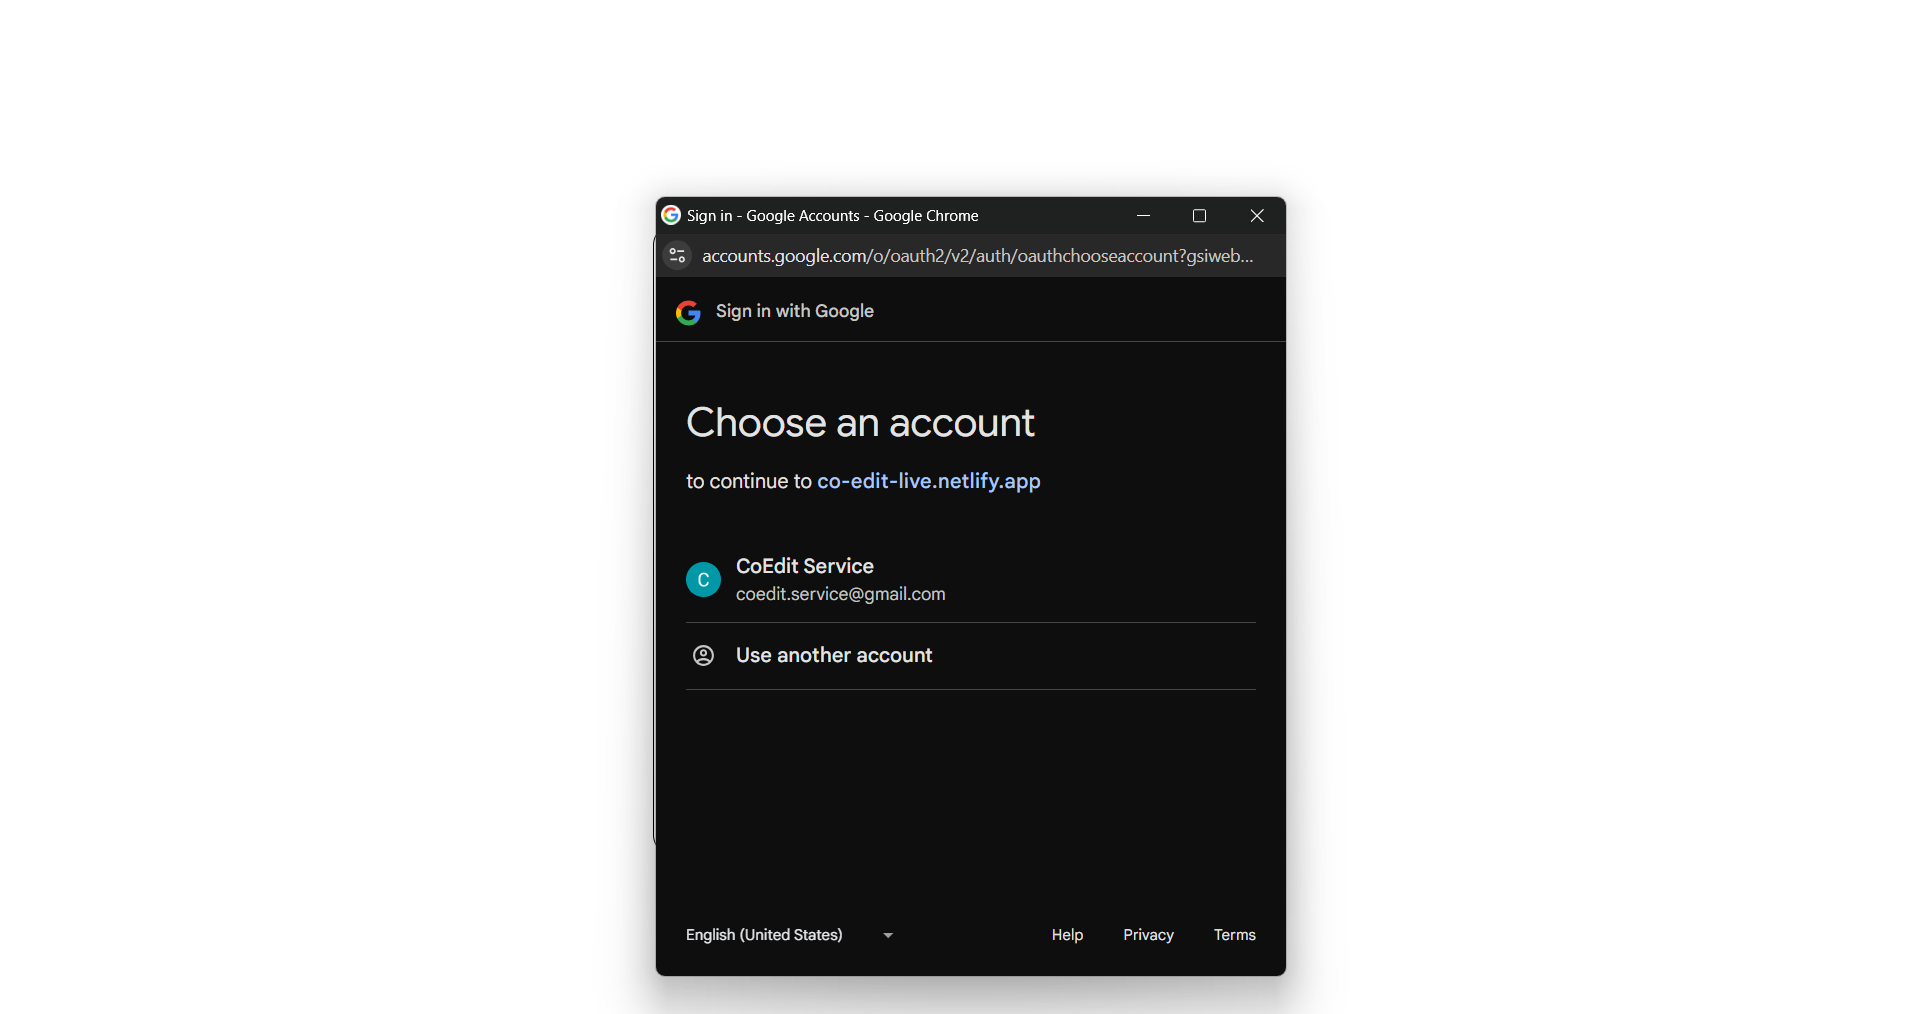 Sign in - Google Accounts - Google Chrome
accounts.google.com/o/oauth2/v2/auth/oauthchooseaccount?gsiweb...
Sign in with Google
Choose an account
to continue to co-edit-live.netlify.app
C
CoEdit Service
coedit.service@gmail.com
Use another account
English (United States)
Help Privacy Terms